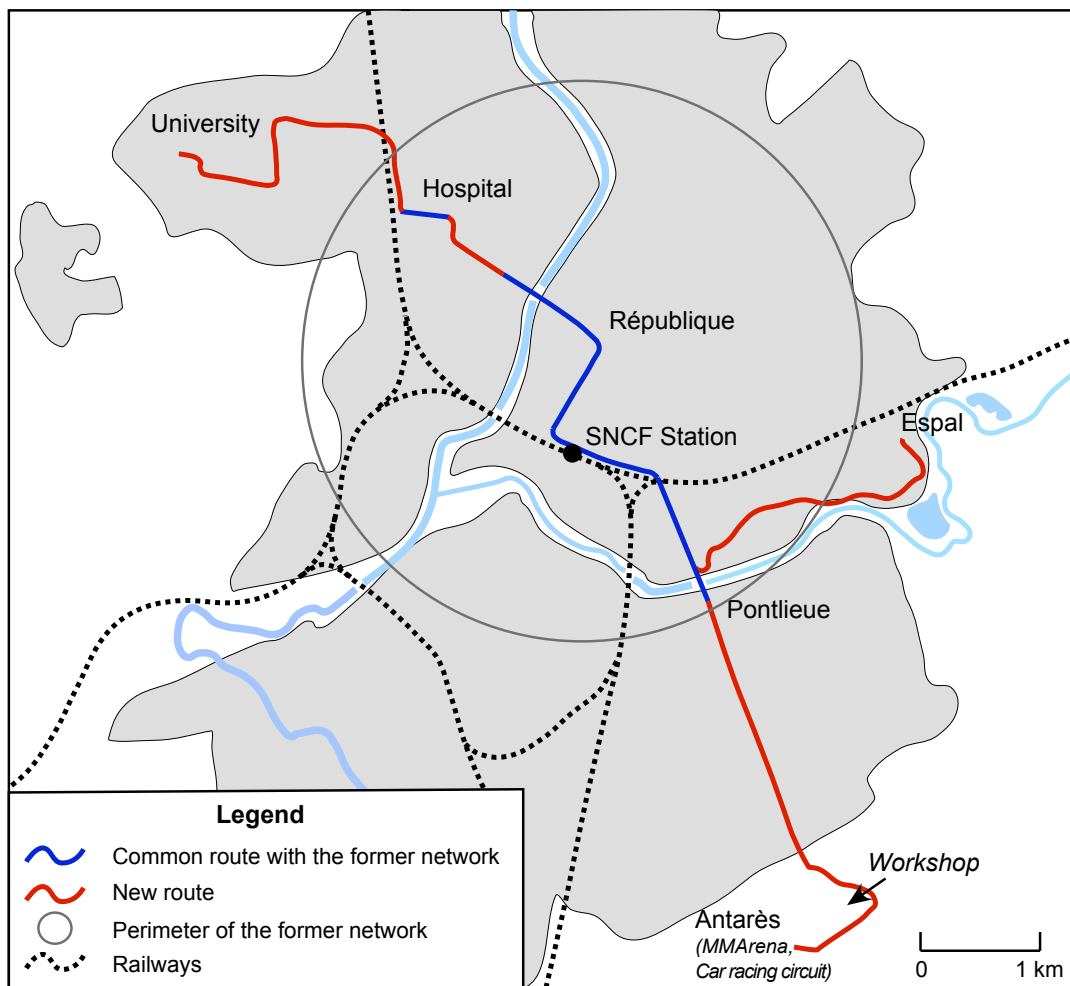 University
Hospital
République
Espal
SNCF Station
Pontlieue
Workshop
Antarès
(MMArena,
Car racing circuit)
0 1 km
Legend
Common route with the former network
New route
Perimeter of the former network
Railways